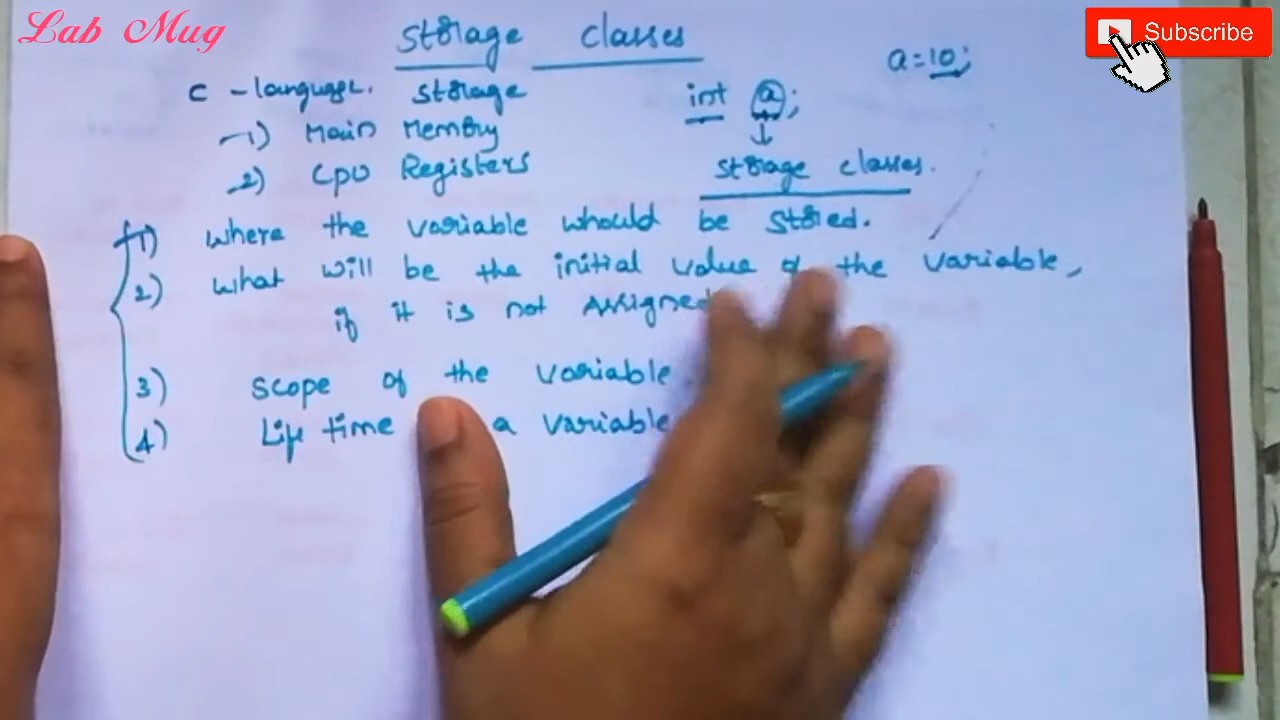 Lab Mug
Subscribe
Storage classes
a=10;
C - language. Storage
int a;
1) Main Memory
2) CPU Registers
Storage classes.
1) where the variable whould be stored.
2) what will be the initial value of the variable,
if it is not Assigned
3) Scope of the variable
4) Life time a variable